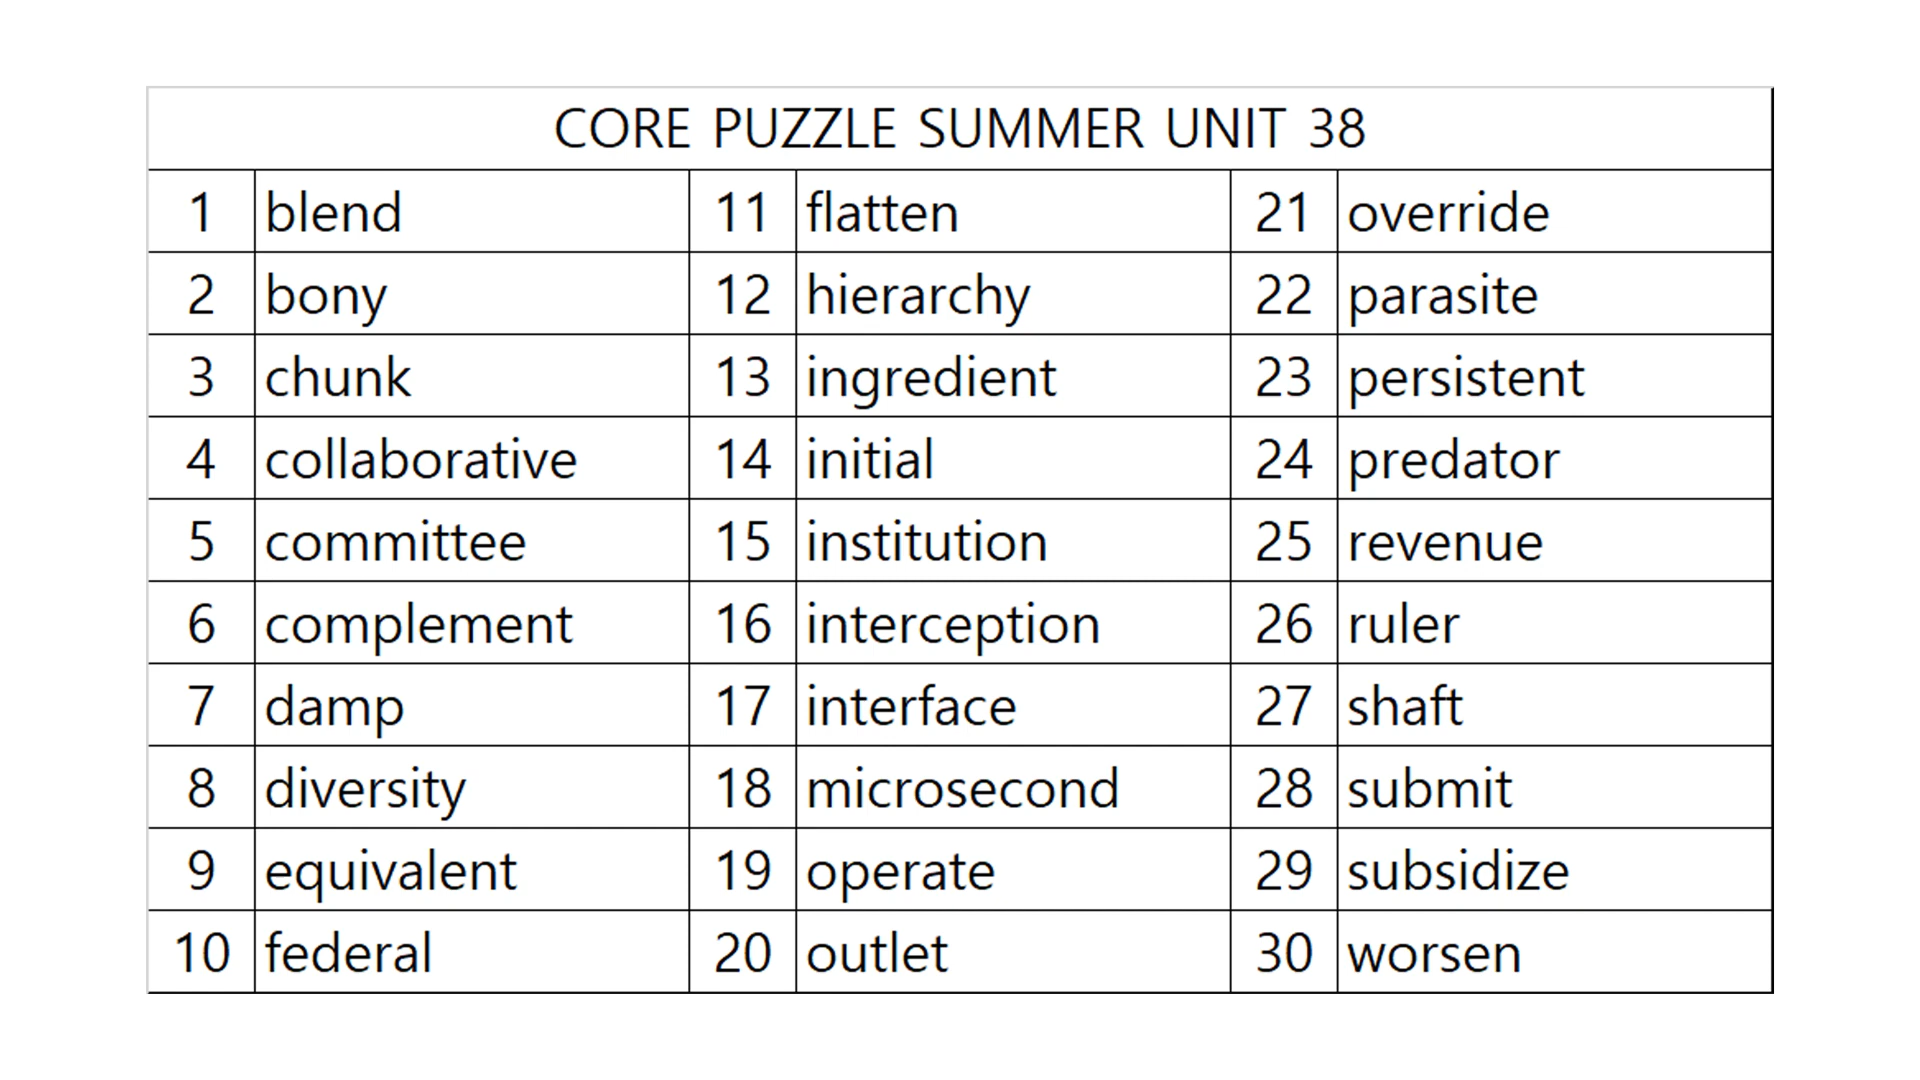 CORE PUZZLE SUMMER UNIT 38
1 blend 11 flatten 21 override
2 bony 12 hierarchy 22 parasite
3 chunk 13 ingredient 23 persistent
4 collaborative 14 initial 24 predator
5 committee 15 institution 25 revenue
6 complement 16 interception 26 ruler
7 damp 17 interface 27 shaft
8 diversity 18 microsecond 28 submit
9 equivalent 19 operate 29 subsidize
10 federal 20 outlet 30 worsen